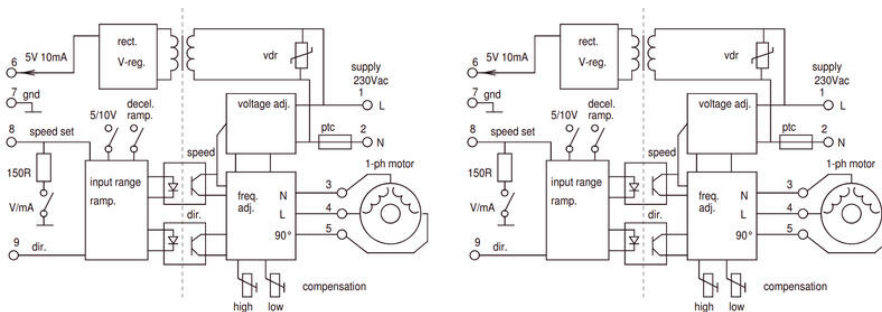 rect.
V-reg.
6
5V 10mA
7
gnd
8
speed set
5/10V
decel.
ramp.
150R
V/mA
9
dir.
input range
ramp.
speed
dir.
vdr
supply
230Vac
1
L
voltage adj.
ptc
2
N
1-ph motor
freq.
adj.
N
3
L
4
90°
5
high
low
compensation
rect.
V-reg.
6
5V 10mA
7
gnd
8
speed set
5/10V
decel.
ramp.
150R
V/mA
9
dir.
input range
ramp.
speed
dir.
vdr
supply
230Vac
1
L
voltage adj.
ptc
2
N
1-ph motor
freq.
adj.
N
3
L
4
90°
5
high
low
compensation